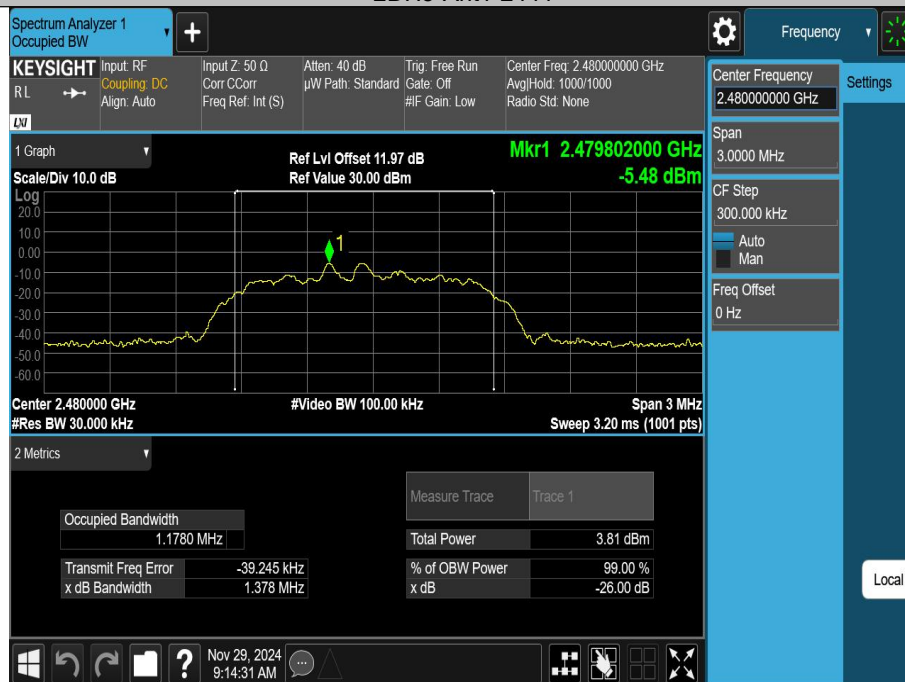 Spectrum Analyzer 1
Occupied BW
+
Frequency
KEYSIGHT
RL
LXI
Input: RF
Coupling: DC
Align: Auto
Input Z: 50 Ω
Corr CCorr
Freq Ref: Int (S)
Atten: 40 dB
µW Path: Standard
Trig: Free Run
Gate: Off
#IF Gain: Low
Center Freq: 2.480000000 GHz
Avg|Hold: 1000/1000
Radio Std: None
1 Graph
Scale/Div 10.0 dB
Ref Lvl Offset 11.97 dB
Ref Value 30.00 dBm
Mkr1 2.479802000 GHz
-5.48 dBm
Log
20.0
10.0
0.00
-10.0
-20.0
-30.0
-40.0
-50.0
-60.0
1
Center 2.480000 GHz
#Res BW 30.000 kHz
#Video BW 100.00 kHz
Span 3 MHz
Sweep 3.20 ms (1001 pts)
2 Metrics
Measure Trace Trace 1
Occupied Bandwidth
1.1780 MHz
Total Power 3.81 dBm
Transmit Freq Error -39.245 kHz
% of OBW Power 99.00 %
x dB Bandwidth 1.378 MHz
x dB -26.00 dB
Center Frequency
2.480000000 GHz
Settings
Span
3.0000 MHz
CF Step
300.000 kHz
Auto
Man
Freq Offset
0 Hz
Local
?
Nov 29, 2024
9:14:31 AM